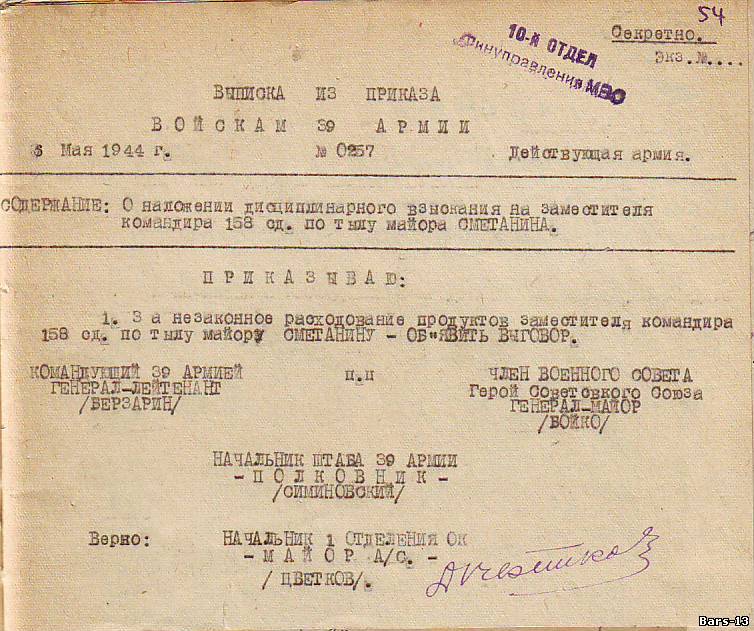 54
Секретно.
Экз.№....
10-й ОТДЕЛ
Финуправления МВО
ВЫПИСКА ИЗ ПРИКАЗА
ВОЙСКАМ 39 АРМИИ
6 Мая 1944 г. № 0257 Действующая армия.
СОДЕРЖАНИЕ: О наложении дисциплинарного взыскания на заместителя
командира 158 сд. по тылу майора СМЕТАНИНА.
ПРИКАЗЫВАЮ:
1. За незаконное расходование продуктов заместителя командира
158 сд. по тылу майору СМЕТАНИНУ - ОБ"ЯВИТЬ ВЫГОВОР.
КОМАНДУЮЩИЙ 39 АРМИЕЙ п.п ЧЛЕН ВОЕННОГО СОВЕТА
ГЕНЕРАЛ-ЛЕЙТЕНАНТ Герой Советского Союза
/БЕРЗАРИН/ ГЕНЕРАЛ-МАЙОР
/БОЙКО/
НАЧАЛЬНИК ШТАБА 39 АРМИИ
- ПОЛКОВНИК -
/СИМИНОВСКИЙ/
Верно: НАЧАЛЬНИК 1 ОТДЕЛЕНИЯ ОК
- МАЙОР А/С. -
/ ЦВЕТКОВ/.
Bars-13